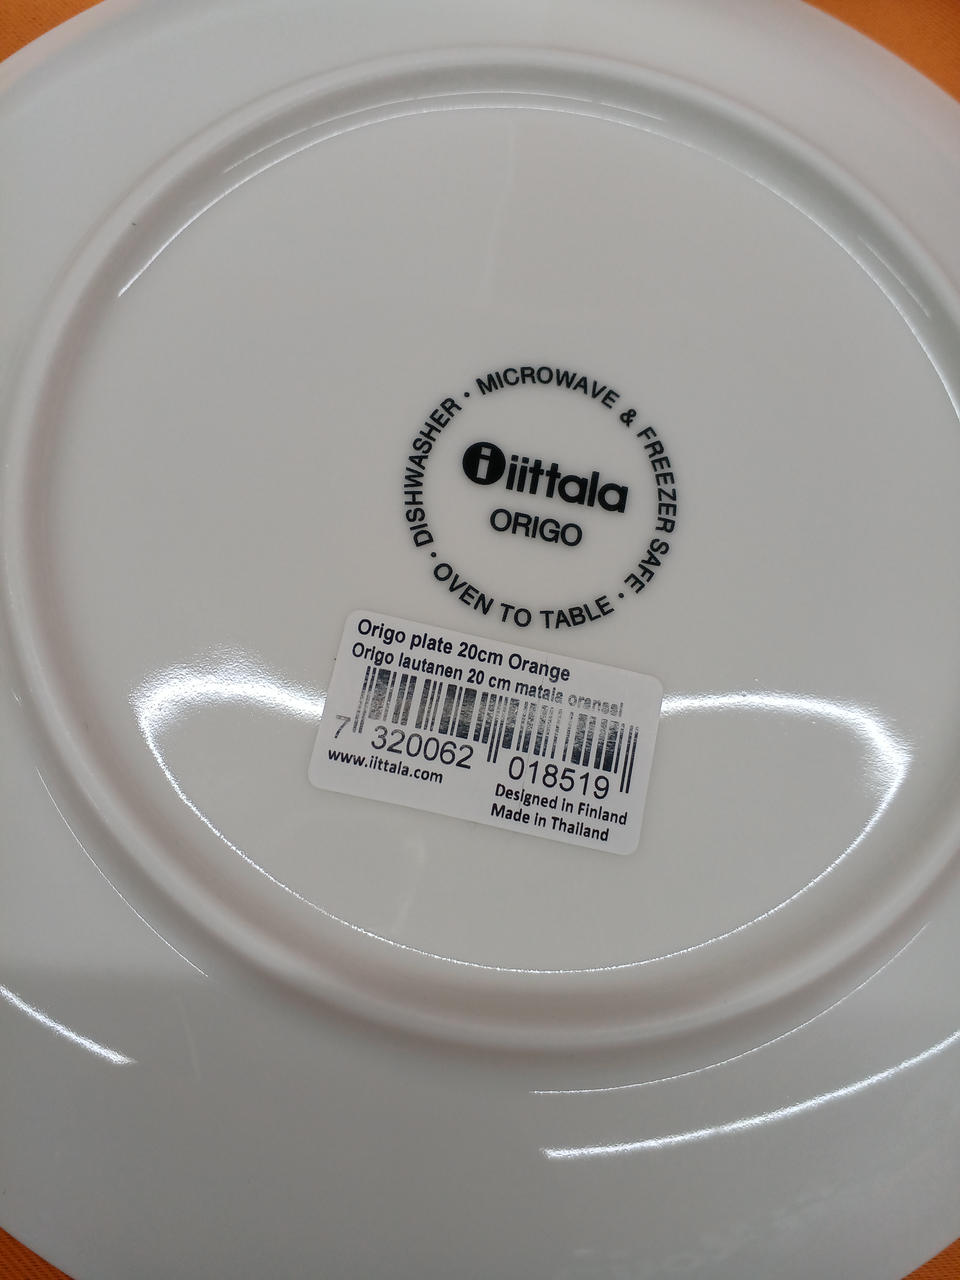 DISHWASHER • MICROWAVE & FREEZER SAFE • OVEN TO TABLE •
iittala
ORIGO
Origo plate 20cm Orange
Origo lautanen 20 cm matala oranssi
7 320062 018519
www.iittala.com
Designed in Finland
Made in Thailand